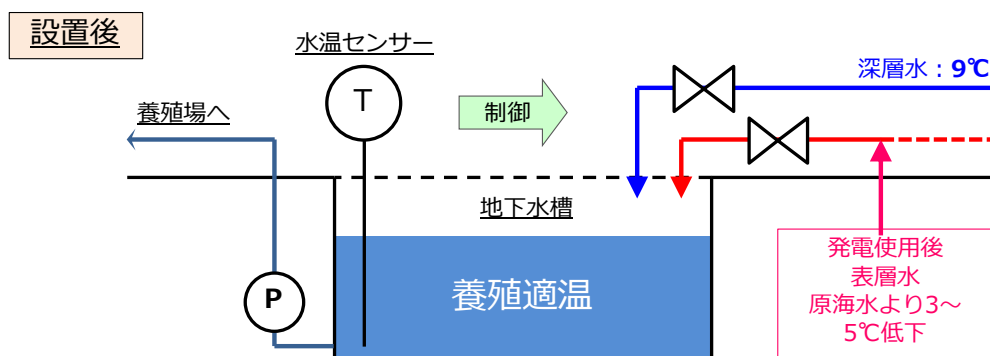 設置後
水温センサー
T
養殖場へ
制御
深層水：9℃
地下水槽
養殖適温
P
発電使用後
表層水
原海水より3～
5℃低下